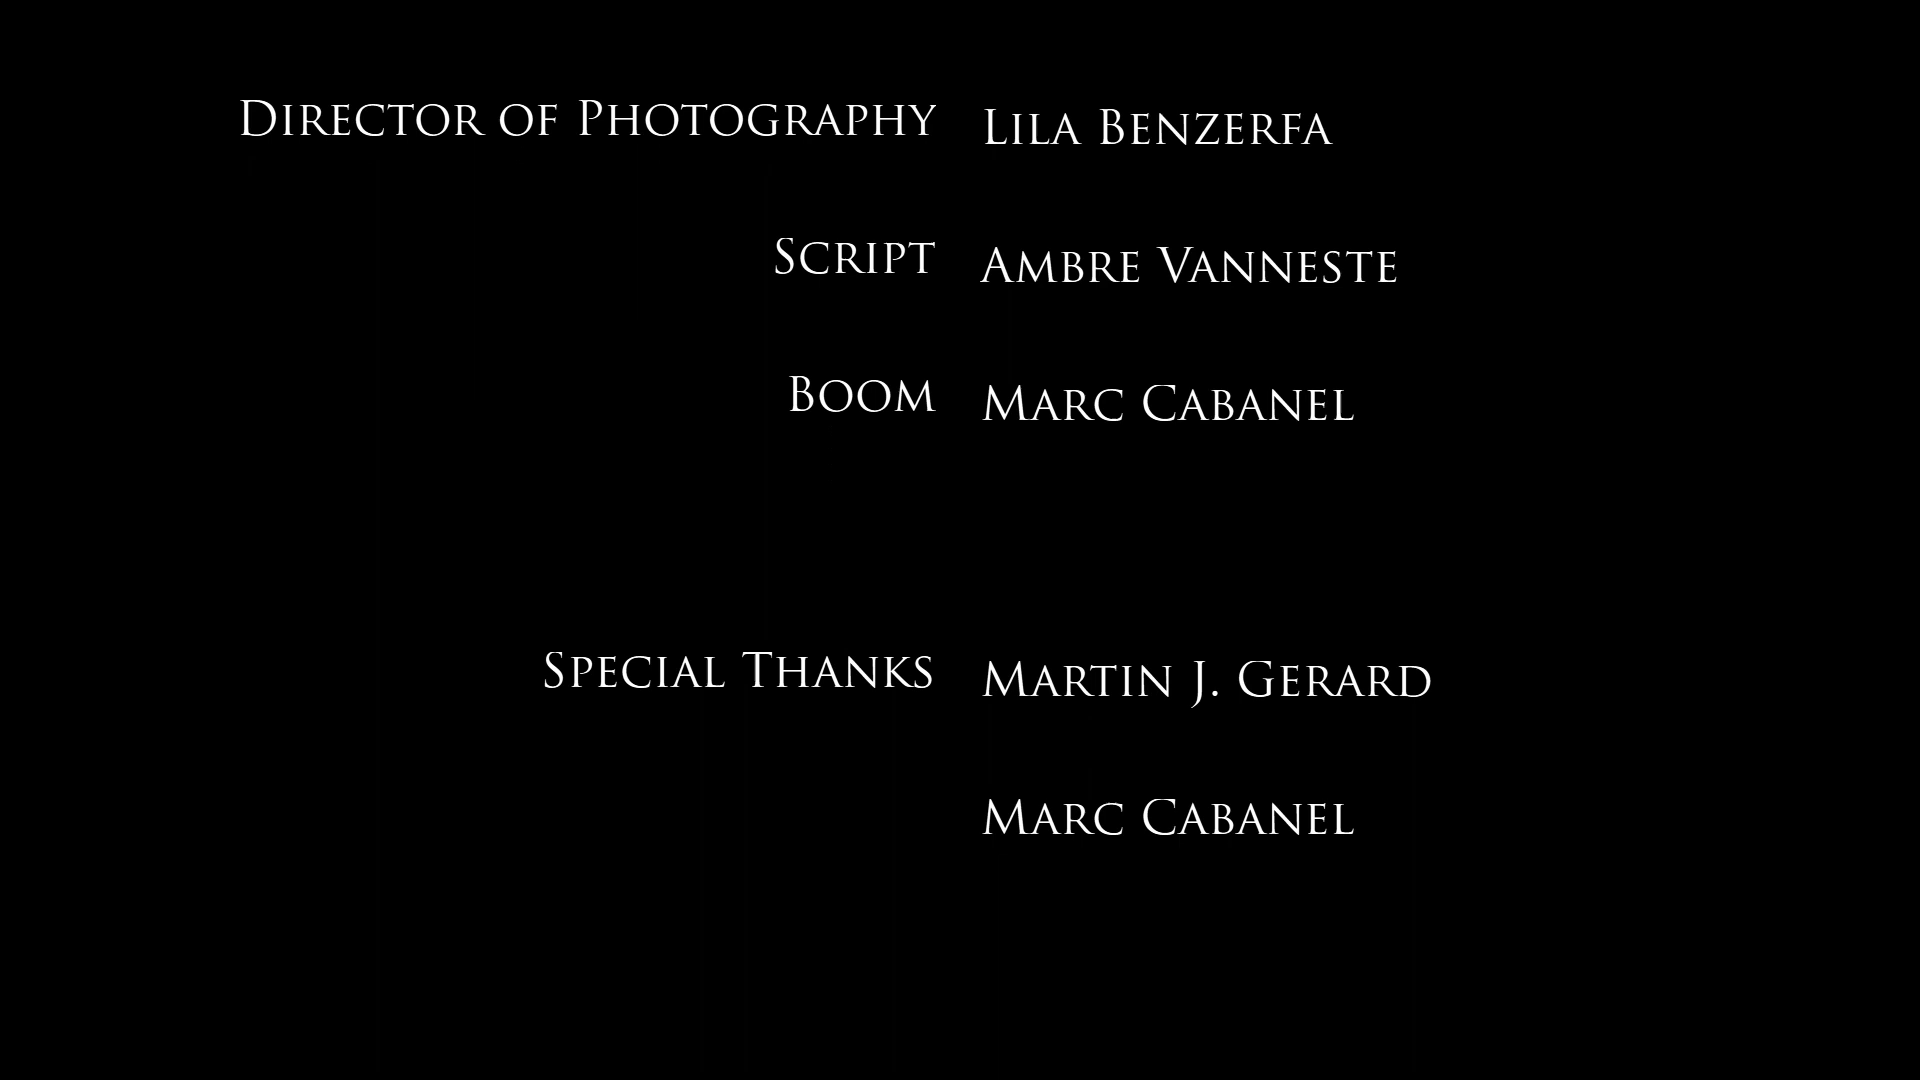 Director of Photography Lila Benzerfa
Script Ambre Vanneste
Boom Marc Cabanel
Special Thanks Martin J. Gerard
Marc Cabanel